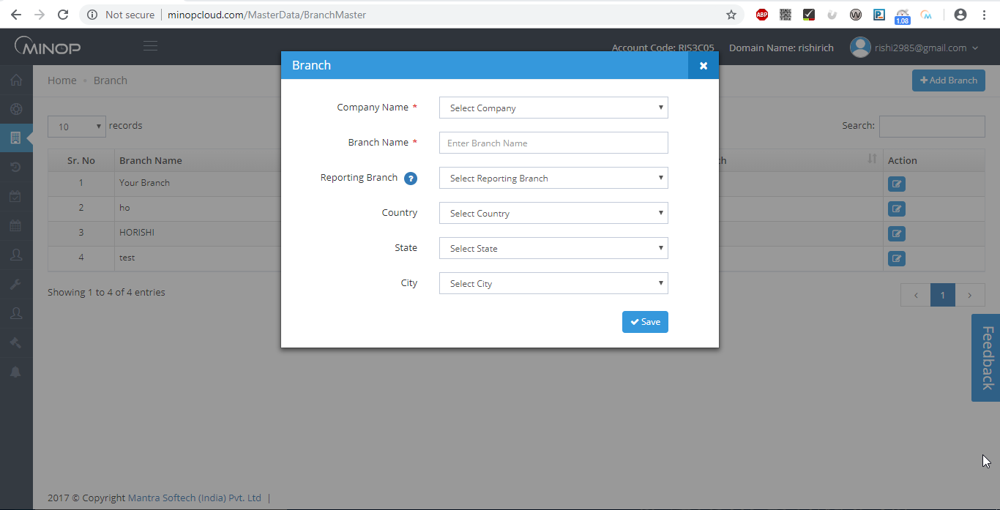 Not secure | minopcloud.com/MasterData/BranchMaster
ABP
W
P
1.08
MINOP
Account Code: RIS3C05 Domain Name: rishirich rishi2985@gmail.com
Home Branch
Add Branch
10 records
Search:
Sr. No Branch Name Action
1 Your Branch
2 ho
3 HORISHI
4 test
Showing 1 to 4 of 4 entries
1
Branch
Company Name * Select Company
Branch Name * Enter Branch Name
Reporting Branch ? Select Reporting Branch
Country Select Country
State Select State
City Select City
Save
Feedback
2017 © Copyright Mantra Softech (India) Pvt. Ltd |